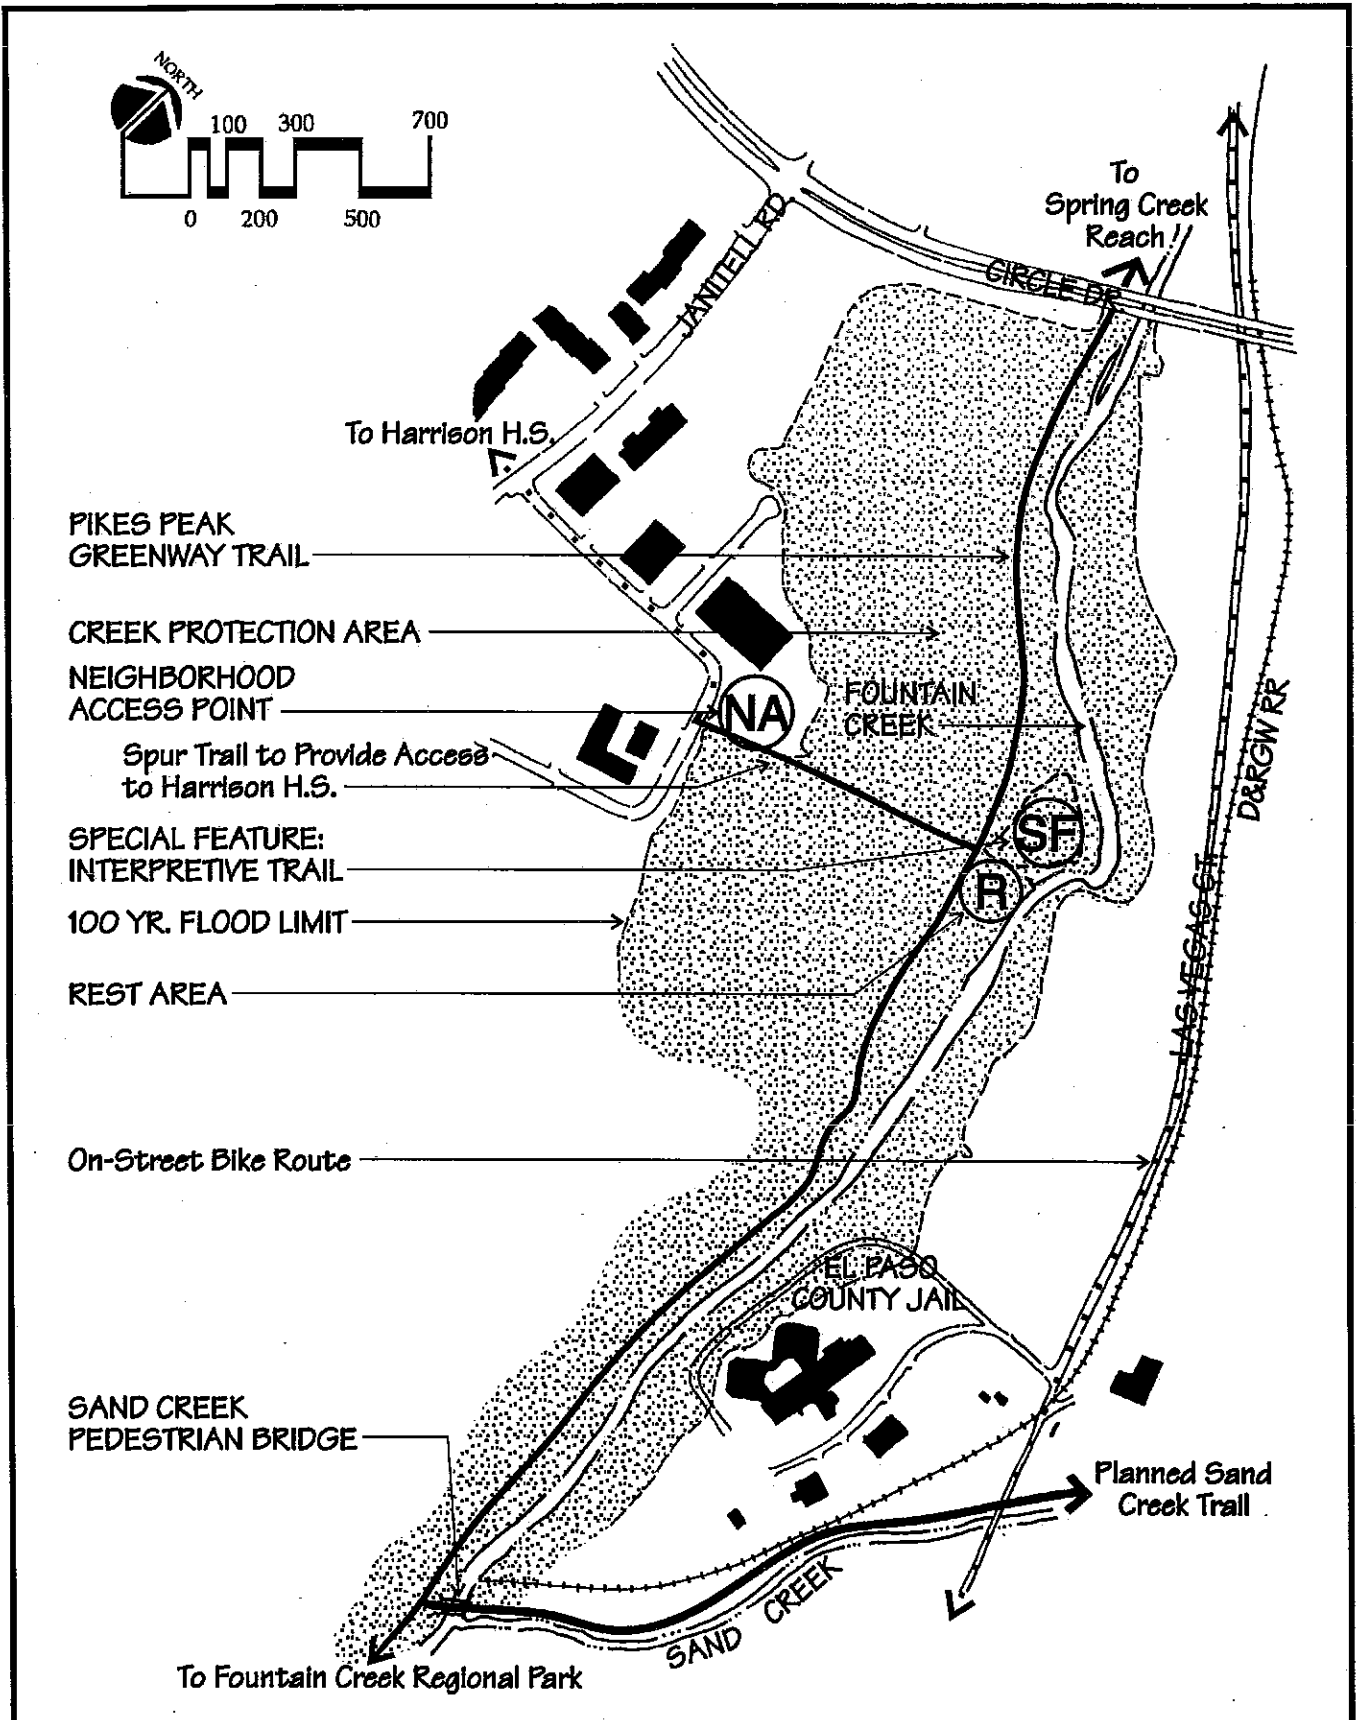 NORTH
100 300 700
0 200 500
To
Spring Creek
Reach
CIRCLE DR
JANITELL RD
To Harrison H.S.
PIKES PEAK
GREENWAY TRAIL
CREEK PROTECTION AREA
NEIGHBORHOOD
ACCESS POINT
NA
FOUNTAIN
CREEK
D&RGW RR
Spur Trail to Provide Access
to Harrison H.S.
SPECIAL FEATURE:
INTERPRETIVE TRAIL
SF
R
100 YR. FLOOD LIMIT
REST AREA
LAS VEGAS ST
On-Street Bike Route
EL PASO
COUNTY JAIL
SAND CREEK
PEDESTRIAN BRIDGE
Planned Sand
Creek Trail
SAND CREEK
To Fountain Creek Regional Park